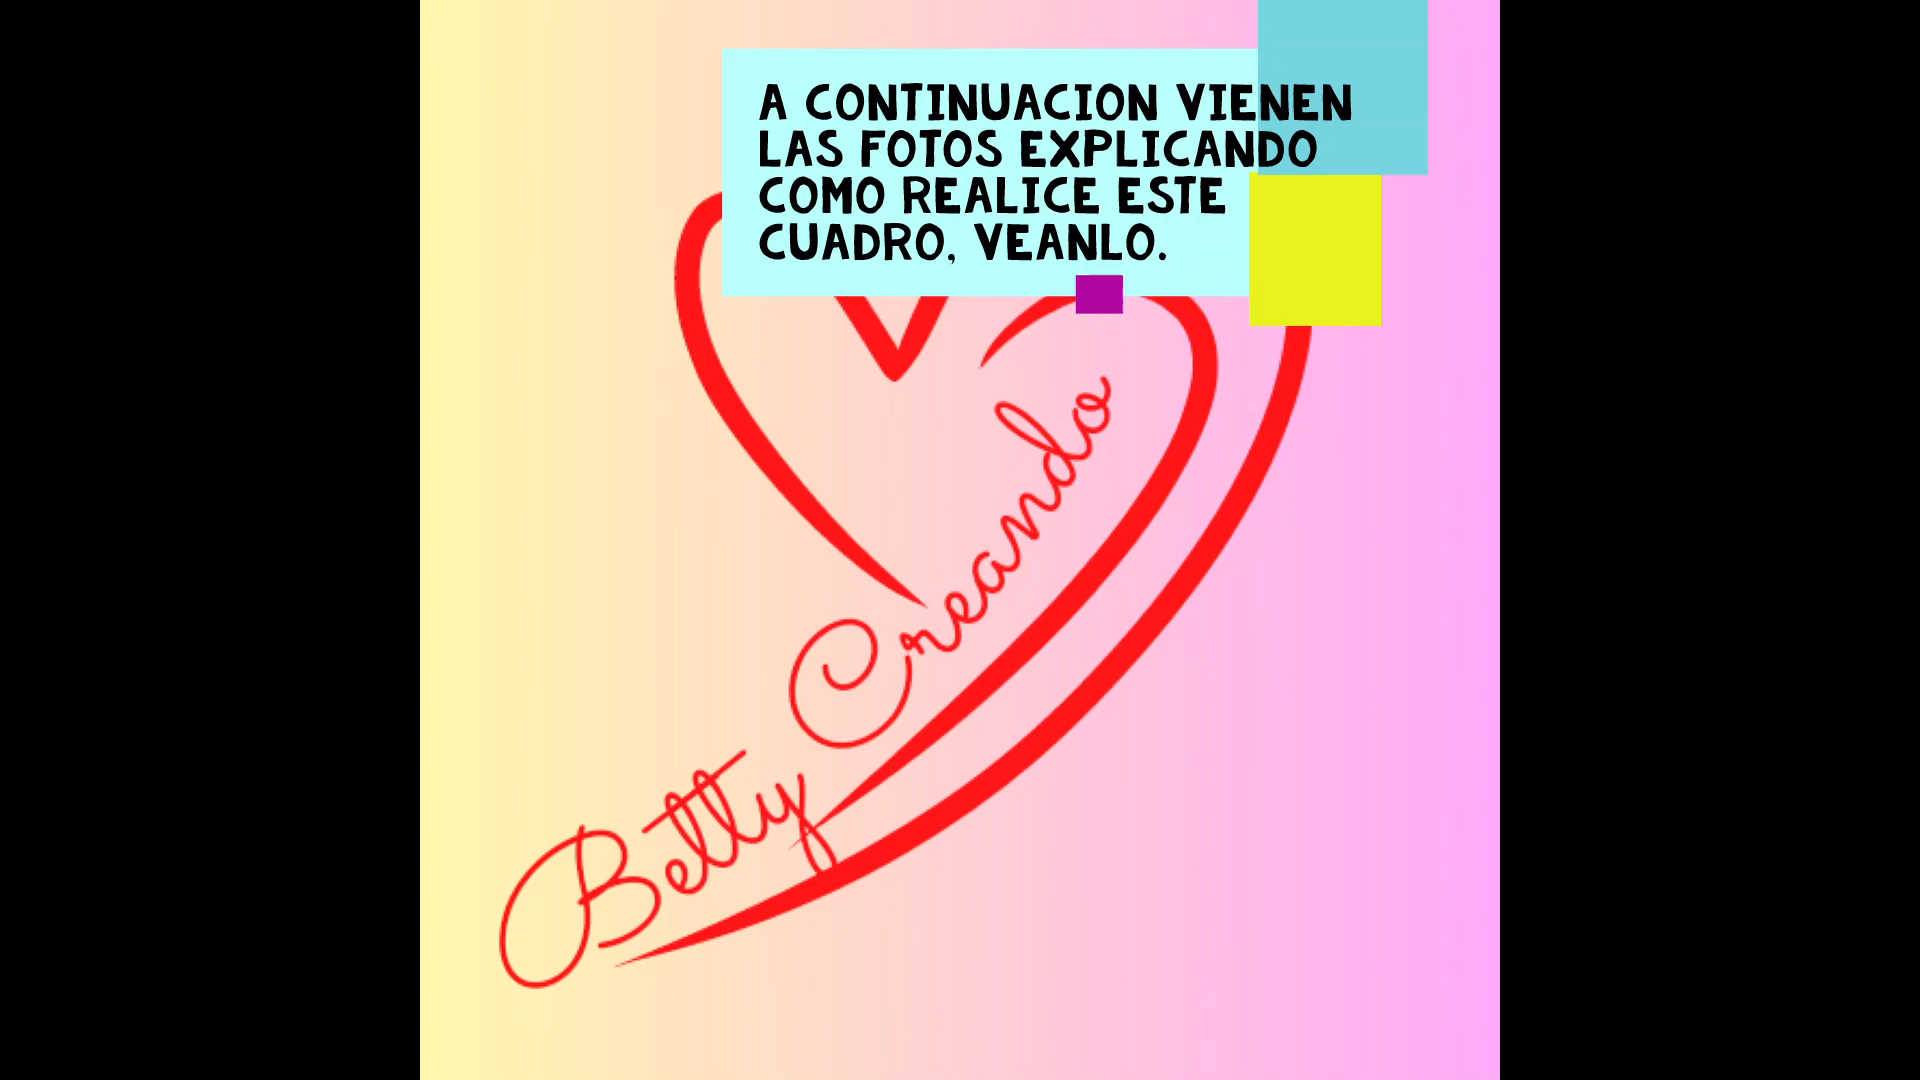 A CONTINUACION VIENEN
LAS FOTOS EXPLICANDO
COMO REALICE ESTE
CUADRO, VEANLO.
Betty Creando